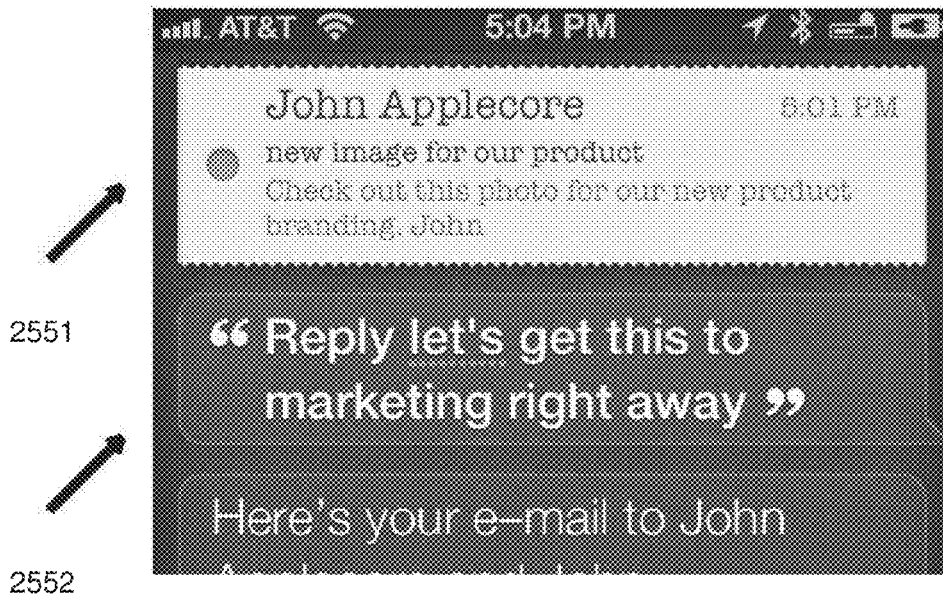 AT&T 5:04 PM
John Applecore 5:01 PM
new image for our product
Check out this photo for our new product
branding. John
2551
“ Reply let's get this to
marketing right away ”
Here's your e–mail to John
2552